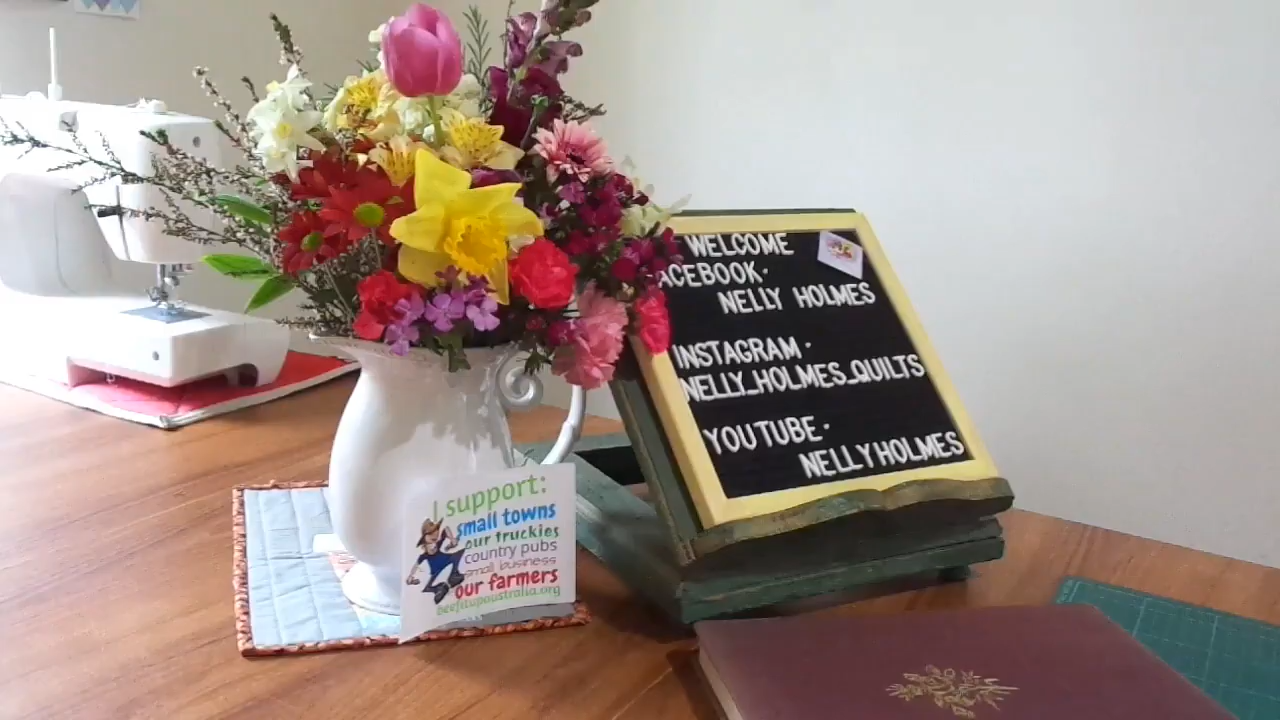 WELCOME
ACEBOOK·
NELLY HOLMES
INSTAGRAM·
NELLY_HOLMES_QUILTS
YOUTUBE·
NELLYHOLMES
I support:
small towns
our truckies
country pubs
small business
our farmers
beefitupaustralia.org